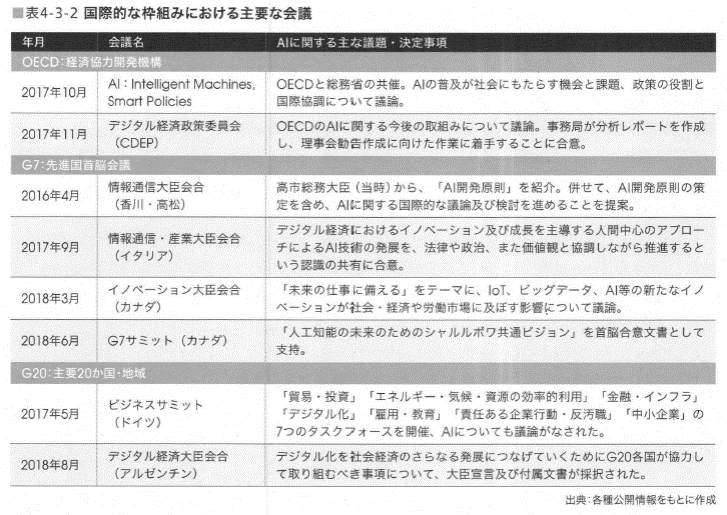 ■表4-3-2 国際的な枠組みにおける主要な会議
年月 会議名 AIに関する主な議題・決定事項
OECD:経済協力開発機構
2017年10月 AI:Intelligent Machines, Smart Policies OECDと総務省の共催。AIの普及が社会にもたらす機会と課題、政策の役割と
国際協調について議論。
2017年11月 デジタル経済政策委員会 (CDEP) OECDのAIに関する今後の取組みについて議論。事務局が分析レポートを作成
し、理事会勧告作成に向けた作業に着手することに合意。
G7:先進国首脳会議
2016年4月 情報通信大臣会合 (香川・高松) 高市総務大臣(当時)から、「AI開発原則」を紹介。併せて、AI開発原則の策
定を含め、AIに関する国際的な議論及び検討を進めることを提案。
2017年9月 情報通信・産業大臣会合 (イタリア) デジタル経済におけるイノベーション及び成長を主導する人間中心のアプロー
チによるAI技術の発展を、法律や政治、また価値観と協調しながら推進すると
いう認識の共有に合意。
2018年3月 イノベーション大臣会合 (カナダ) 「未来の仕事に備える」をテーマに、IoT、ビッグデータ、AI等の新たなイノ
ベーションが社会・経済や労働市場に及ぼす影響について議論。
2018年6月 G7サミット(カナダ) 「人工知能の未来のためのシャルルボワ共通ビジョン」を首脳合意文書として
支持。
G20:主要20か国・地域
2017年5月 ビジネスサミット (ドイツ) 「貿易・投資」「エネルギー・気候・資源の効率的利用」「金融・インフラ」
「デジタル化」「雇用・教育」「責任ある企業行動・反汚職」「中小企業」の
7つのタスクフォースを開催、AIについても議論がなされた。
2018年8月 デジタル経済大臣会合 (アルゼンチン) デジタル化を社会経済のさらなる発展につなげていくためにG20各国が協力し
て取り組むべき事項について、大臣宣言及び付属文書が採択された。
出典:各種公開情報をもとに作成